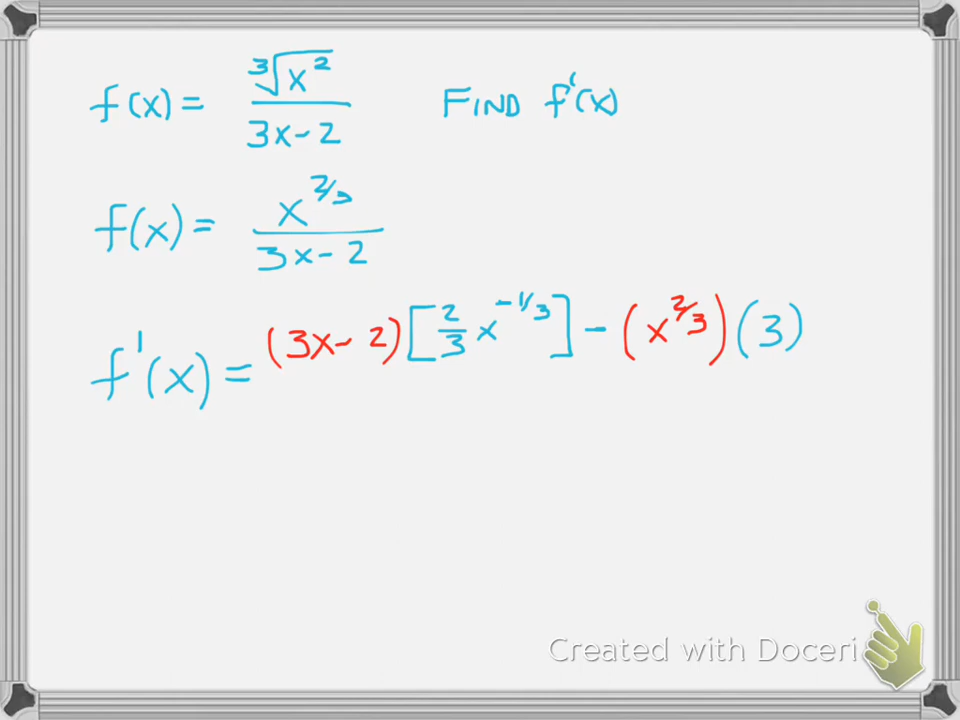 f(x) = ∛x² / 3x-2 FIND f'(x)
f(x) = x^2/3 / 3x-2
f'(x) = (3x-2)[2/3 x^-1/3] - (x^2/3)(3)
Created with Doceri